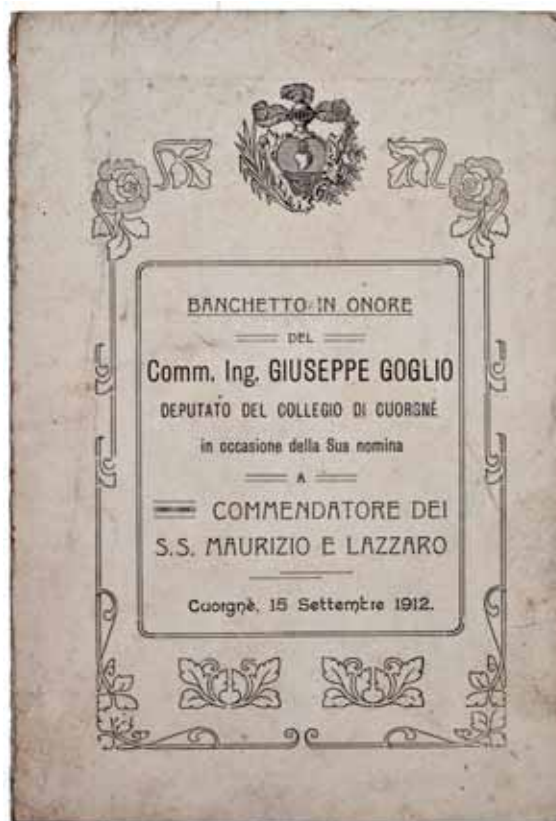 BANCHETTO IN ONORE
DEL
Comm. Ing. GIUSEPPE GOGLIO
DEPUTATO DEL COLLEGIO DI CUORGNÉ
in occasione della Sua nomina
A
COMMENDATORE DEI
S.S. MAURIZIO E LAZZARO
Cuorgnè, 15 Settembre 1912.